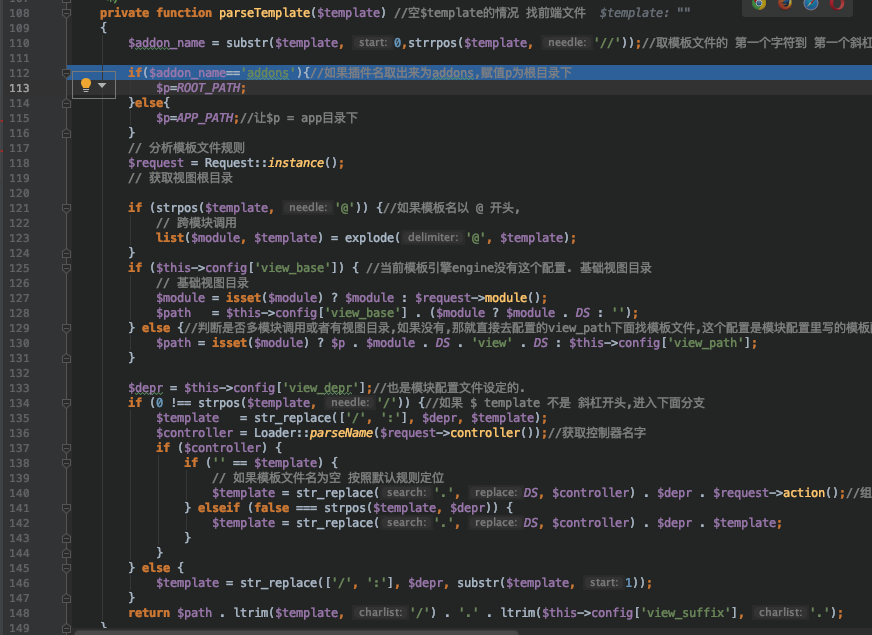 108 private function parseTemplate($template) //空$template的情况 找前端文件 $template: ""
109 {
110 $addon_name = substr($template, start: 0,strrpos($template, needle: '//'));//取模板文件的 第一个字符到 第一个斜杠
111
112 if($addon_name=='addons'){//如果插件名取出来为addons,赋值p为根目录下
113 $p=ROOT_PATH;
114 }else{
115 $p=APP_PATH;//让$p = app目录下
116 }
117 // 分析模板文件规则
118 $request = Request::instance();
119 // 获取视图根目录
120
121 if (strpos($template, needle: '@')) {//如果模板名以 @ 开头,
122 // 跨模块调用
123 list($module, $template) = explode( delimiter: '@', $template);
124 }
125 if ($this->config['view_base']) { //当前模板引擎engine没有这个配置. 基础视图目录
126 // 基础视图目录
127 $module = isset($module) ? $module : $request->module();
128 $path = $this->config['view_base'] . ($module ? $module . DS : '');
129 } else {//判断是否多模块调用或者有视图目录,如果没有,那就直接去配置的view_path下面找模板文件,这个配置是模块配置里写的模板
130 $path = isset($module) ? $p . $module . DS . 'view' . DS : $this->config['view_path'];
131 }
132
133 $depr = $this->config['view_depr'];//也是模块配置文件设定的.
134 if (0 !== strpos($template, needle: '/')) {//如果 $ template 不是 斜杠开头,进入下面分支
135 $template = str_replace(['/', ':'], $depr, $template);
136 $controller = Loader::parseName($request->controller());//获取控制器名字
137 if ($controller) {
138 if ('' == $template) {
139 // 如果模板文件名为空 按照默认规则定位
140 $template = str_replace( search: '.', replace: DS, $controller) . $depr . $request->action();//组
141 } elseif (false === strpos($template, $depr)) {
142 $template = str_replace( search: '.', replace: DS, $controller) . $depr . $template;
143 }
144 }
145 } else {
146 $template = str_replace(['/', ':'], $depr, substr($template, start: 1));
147 }
148 return $path . ltrim($template, charlist: '/') . '.' . ltrim($this->config['view_suffix'], charlist: '.');
149 }